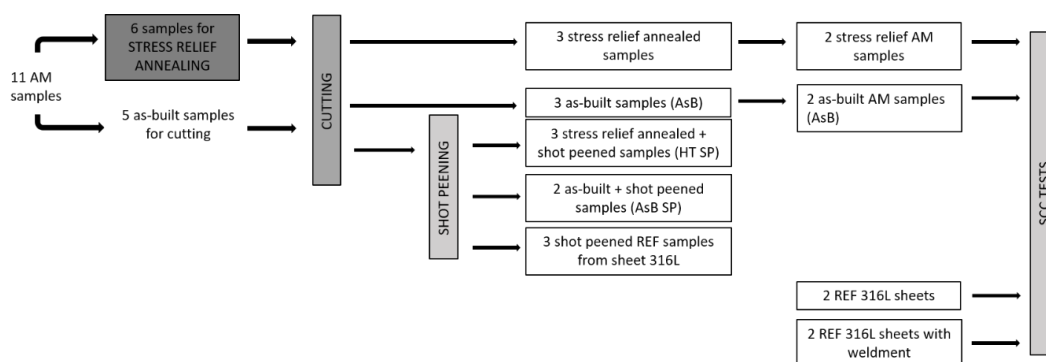 6 samples for
STRESS RELIEF
ANNEALING
11 AM
samples
5 as-built samples
for cutting
CUTTING
SHOT PEENING
3 stress relief annealed
samples
3 as-built samples (AsB)
3 stress relief annealed +
shot peened samples (HT SP)
2 as-built + shot peened
samples (AsB SP)
3 shot peened REF samples
from sheet 316L
2 stress relief AM
samples
2 as-built AM samples
(AsB)
2 REF 316L sheets
2 REF 316L sheets with
weldment
SCC TESTS